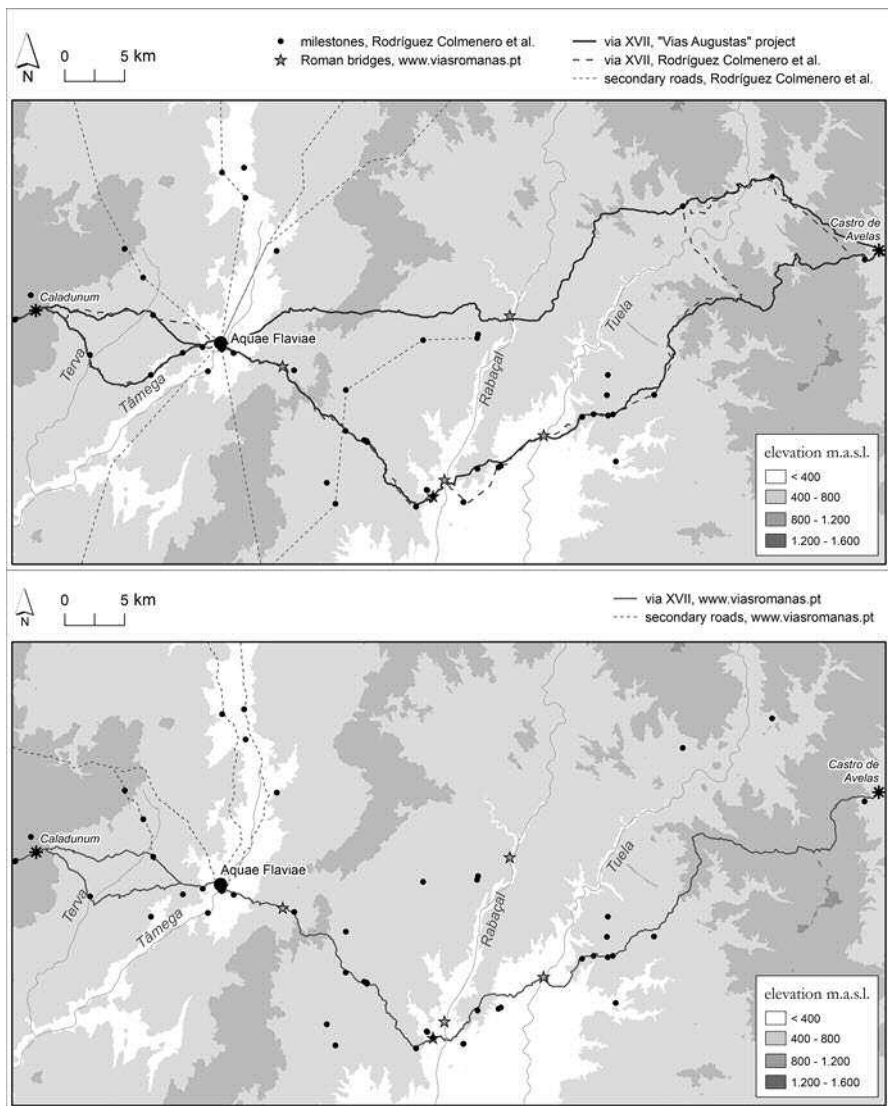 0 5 km
N
milestones, Rodríguez Colmenero et al.
Roman bridges, www.viasromanas.pt
via XVII, "Vias Augustas" project
via XVII, Rodríguez Colmenero et al.
secondary roads, Rodríguez Colmenero et al.
Castro de
Avelas
Caladunum
Aquae Flaviae
Terva
Támega
Rabaçal
Tuela
elevation m.a.s.l.
< 400
400 - 800
800 - 1.200
1.200 - 1.600
0 5 km
N
via XVII, www.viasromanas.pt
secondary roads, www.viasromanas.pt
Castro de
Avelas
Caladunum
Aquae Flaviae
Terva
Támega
Rabaçal
Tuela
elevation m.a.s.l.
< 400
400 - 800
800 - 1.200
1.200 - 1.600